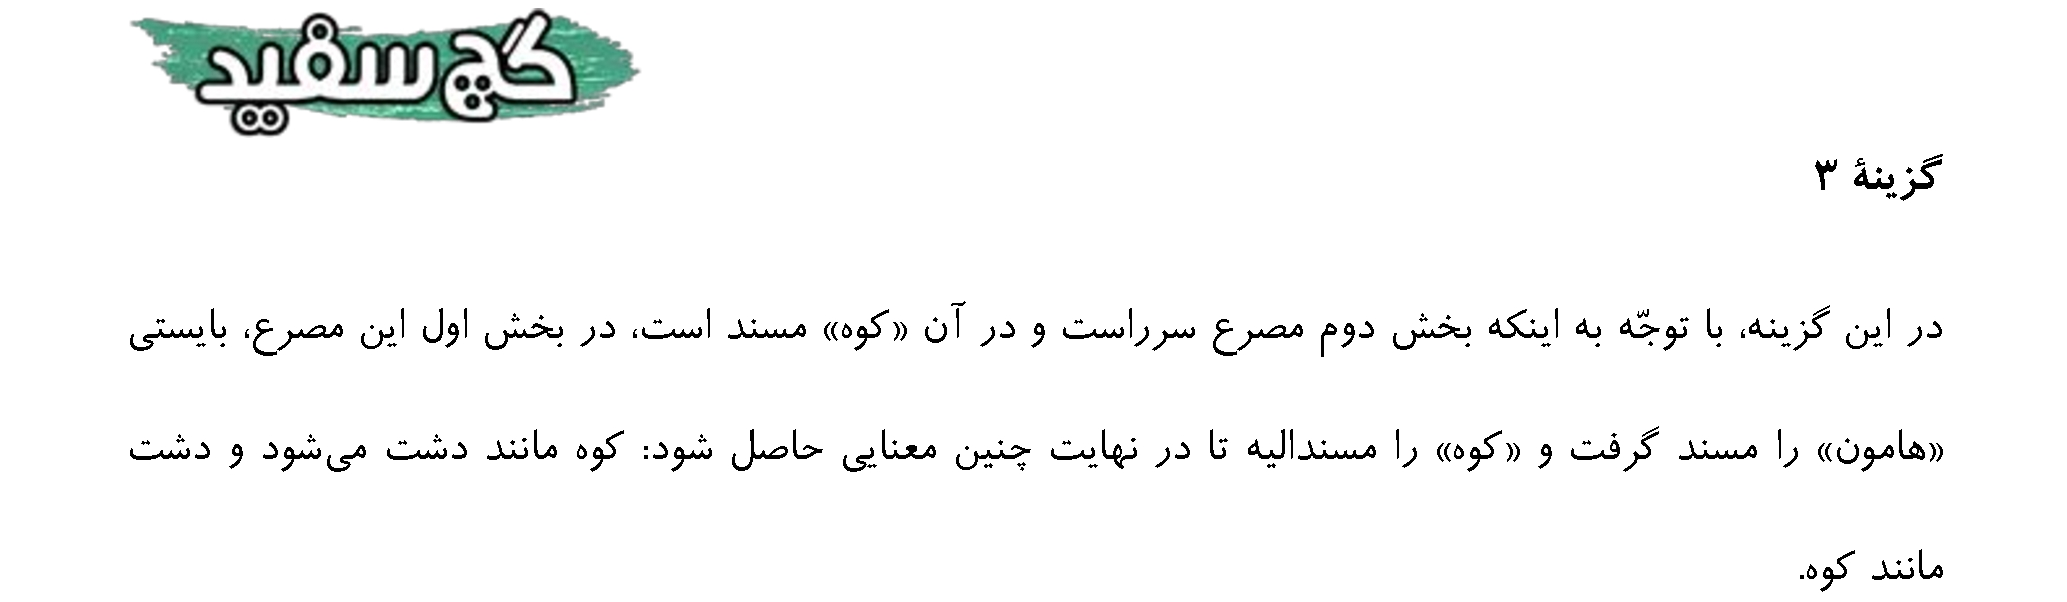 گچ سفید
گزینهٔ ۳
در این گزینه، با توجّه به اینکه بخش دوم مصرع سرراست و در آن «کوه» مسند است، در بخش اول این مصرع، بایستی
«هامون» را مسند گرفت و «کوه» را مسندالیه تا در نهایت چنین معنایی حاصل شود: کوه مانند دشت می‌شود و دشت
مانند کوه.